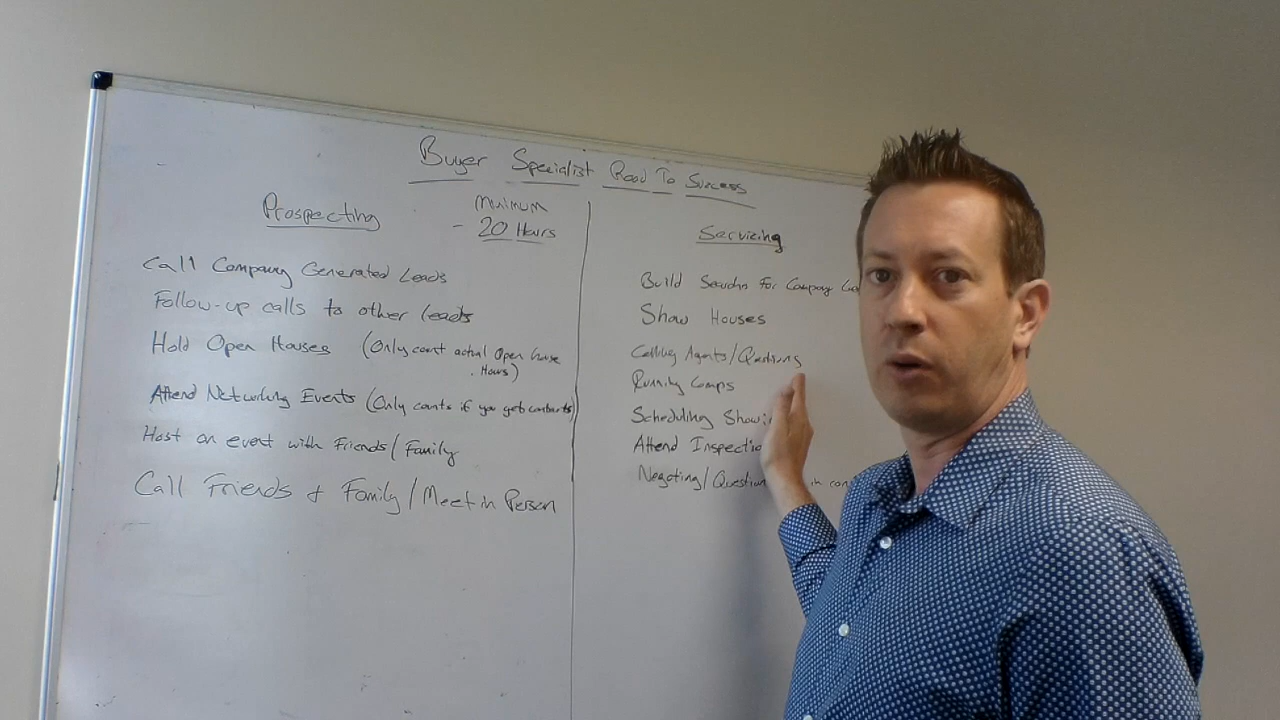 Buyer Specialist Road To Success
Prospecting
Minimum
- 20 Hours
Call Company Generated Leads
Follow-up calls to other leads
Hold Open Houses (Only count actual Open house
Hours)
Attend Networking Events (Only counts if you get contacts)
Host an event with Friends/Family
Call Friends & Family/Meet in Person
Servicing
Build Searches for Company
Show Houses
Calling Agents/Questions
Running Comps
Scheduling
Attend
Negoting/ in